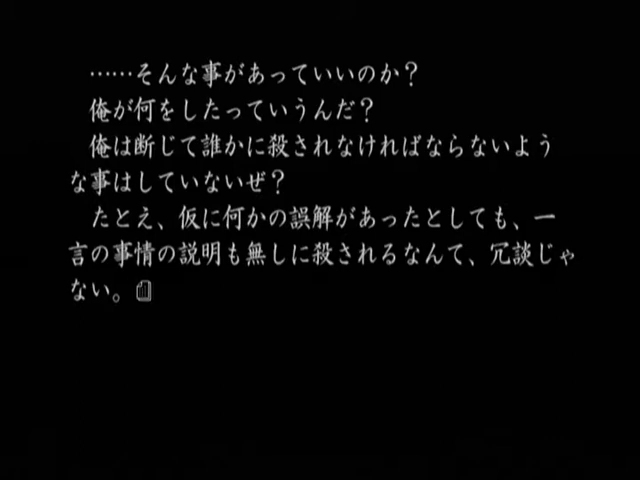 ……そんな事があっていいのか？
俺が何をしたっていうんだ？
俺は断じて誰かに殺されなければならないよう
な事はしていないぜ？
たとえ、仮に何かの誤解があったとしても、一
言の事情の説明も無しに殺されるなんて、冗談じゃ
ない。